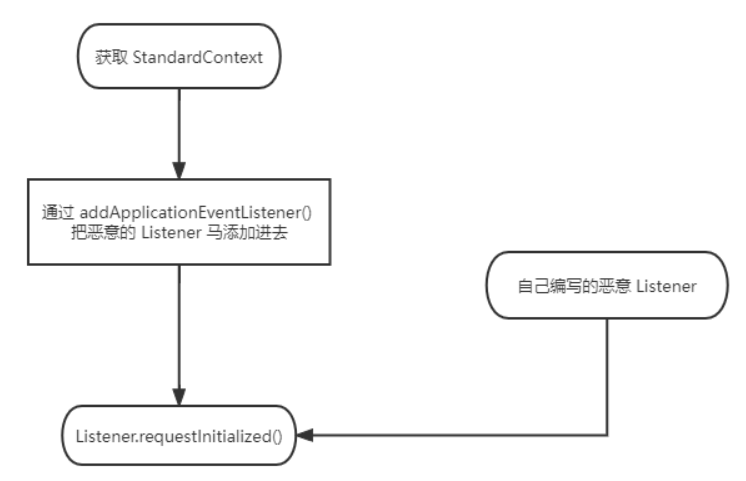 获取 StandardContext
通过 addApplicationEventListener()
把恶意的 Listener 马添加进去
自己编写的恶意 Listener
Listener.requestInitialized()